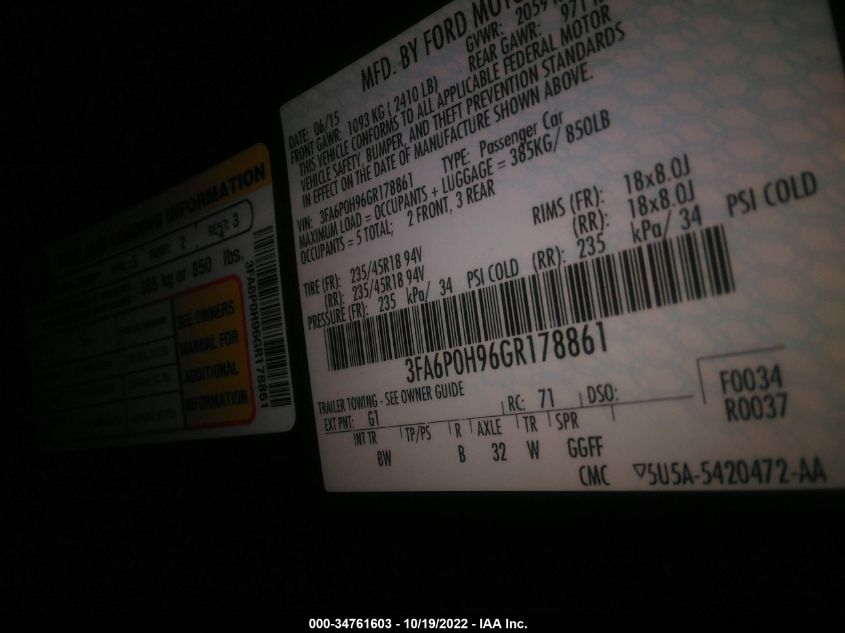 MFD. BY FORD MOTO
DATE: 06/15 GVWR: 2059
FRONT GAWR: 1093 KG ( 2410 LB) REAR GAWR: 971
THIS VEHICLE CONFORMS TO ALL APPLICABLE FEDERAL MOTOR
VEHICLE SAFETY, BUMPER, AND THEFT PREVENTION STANDARDS
IN EFFECT ON THE DATE OF MANUFACTURE SHOWN ABOVE.
VIN: 3FA6P0H96GR178861 TYPE: Passenger Car
MAXIMUM LOAD = OCCUPANTS + LUGGAGE = 385KG/ 850LB
OCCUPANTS = 5 TOTAL; 2 FRONT, 3 REAR
TIRE (FR): 235/45R18 94V RIMS (FR): 18x8.0J
(RR): 235/45R18 94V (RR): 18x8.0J
PRESSURE (FR): 235 kPa/ 34 PSI COLD (RR): 235 kPa/ 34 PSI COLD
3FA6P0H96GR178861
TRAILER TOWING - SEE OWNER GUIDE
EXT PNT: G1 RC: 71 DSO: F0034
R0037
INT TR TP/PS R AXLE TR SPR
BW B 32 W GGFF
CMC 5U5A-5420472-AA
LOADING INFORMATION
5 FRONT: 2 REAR: 3
385 kg or 850 lbs.
3FA6P0H96GR178861
SEE OWNERS
MANUAL FOR
ADDITIONAL
INFORMATION
000-34761603 - 10/19/2022 - IAA Inc.